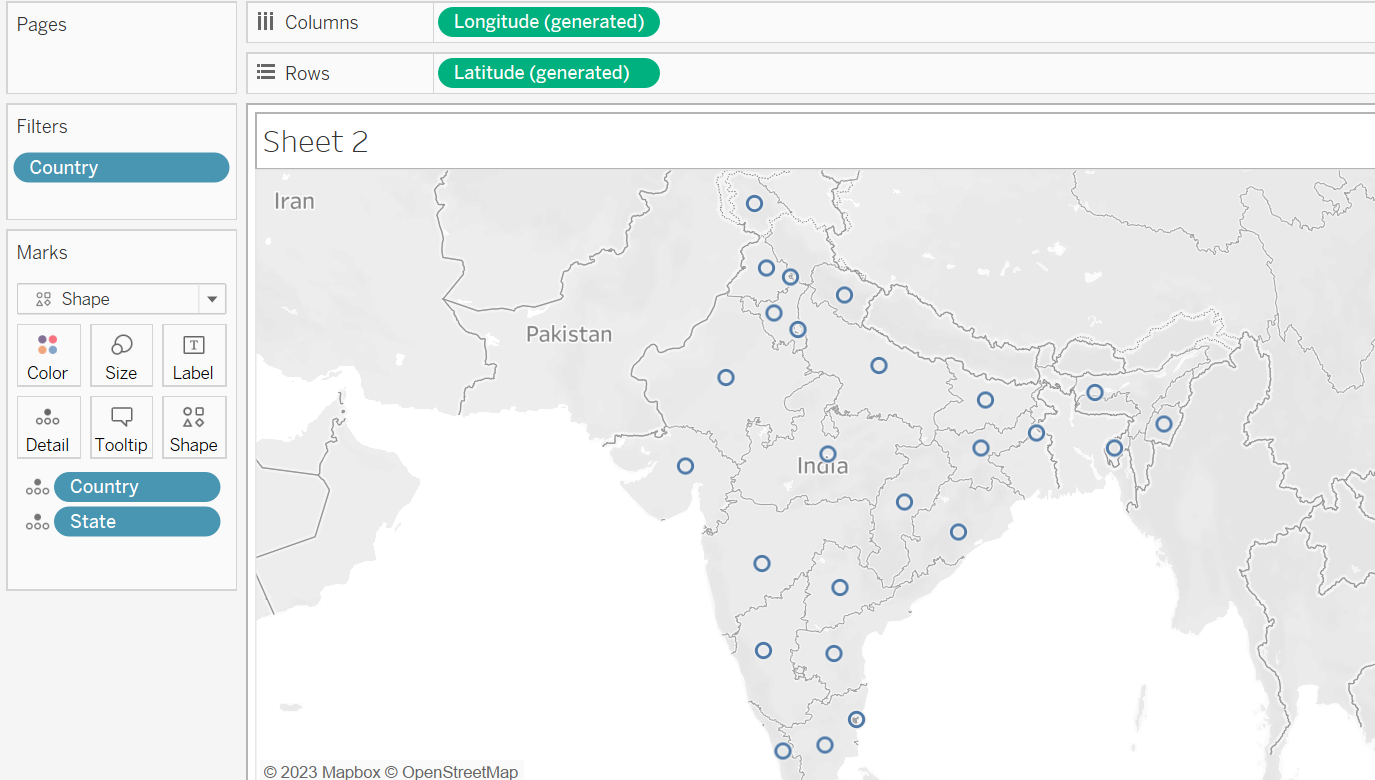 Pages
Columns
Longitude (generated)
Rows
Latitude (generated)
Filters
Country
Sheet 2
Marks
Shape
Color
Size
T
Label
Detail
Tooltip
Shape
Country
State
Iran
Pakistan
India
© 2023 Mapbox © OpenStreetMap